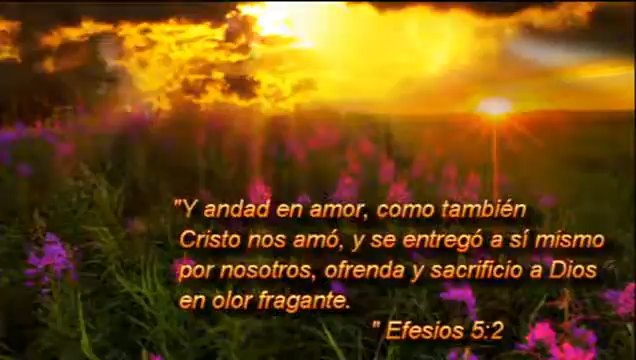 "Y andad en amor, como también
Cristo nos amó, y se entregó a sí mismo
por nosotros, ofrenda y sacrificio a Dios
en olor fragante.
" Efesios 5:2